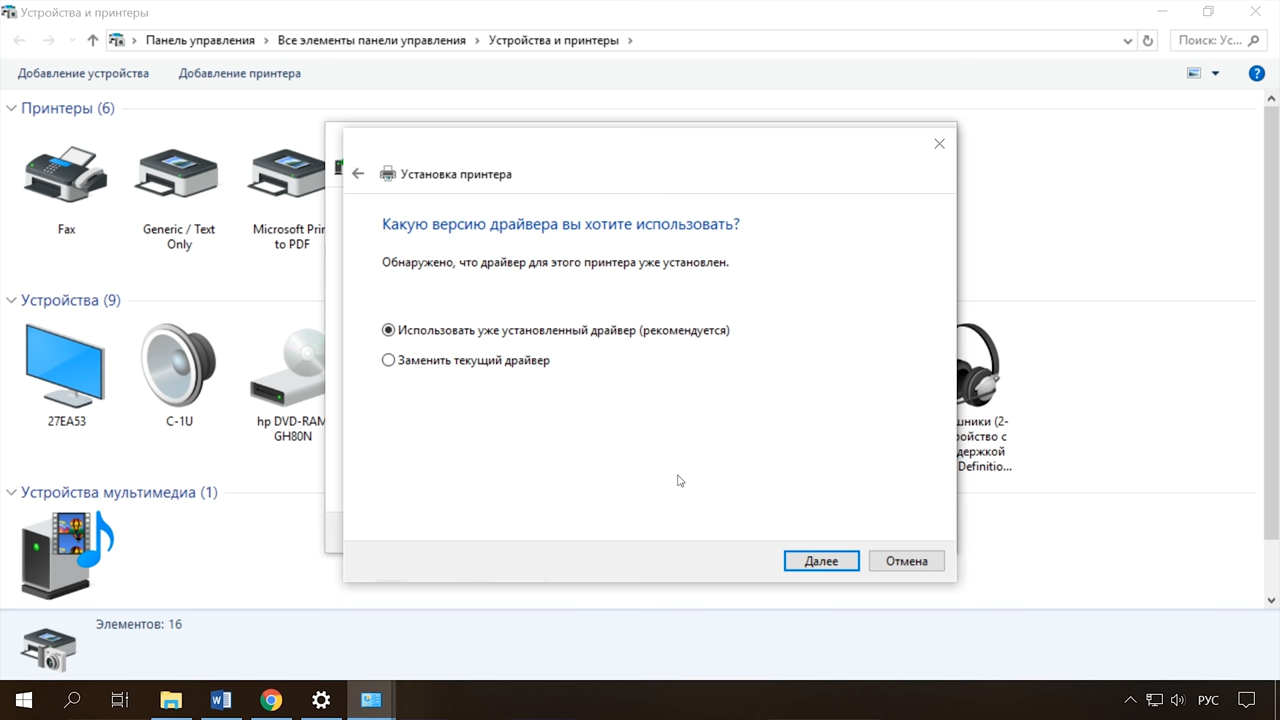 Устройства и принтеры
Панель управления
Все элементы панели управления
Устройства и принтеры
Поиск: Ус...
Добавление устройства
Добавление принтера
?
Принтеры (6)
Fax
Generic / Text
Only
Microsoft Prin
to PDF
Установка принтера
Какую версию драйвера вы хотите использовать?
Обнаружено, что драйвер для этого принтера уже установлен.
Использовать уже установленный драйвер (рекомендуется)
Заменить текущий драйвер
Далее
Отмена
Устройства (9)
27EA53
C-1U
hp DVD-RAM
GH80N
шники (2-
ройство с
держкой
Definitio...
Устройства мультимедиа (1)
Элементов: 16
РУС